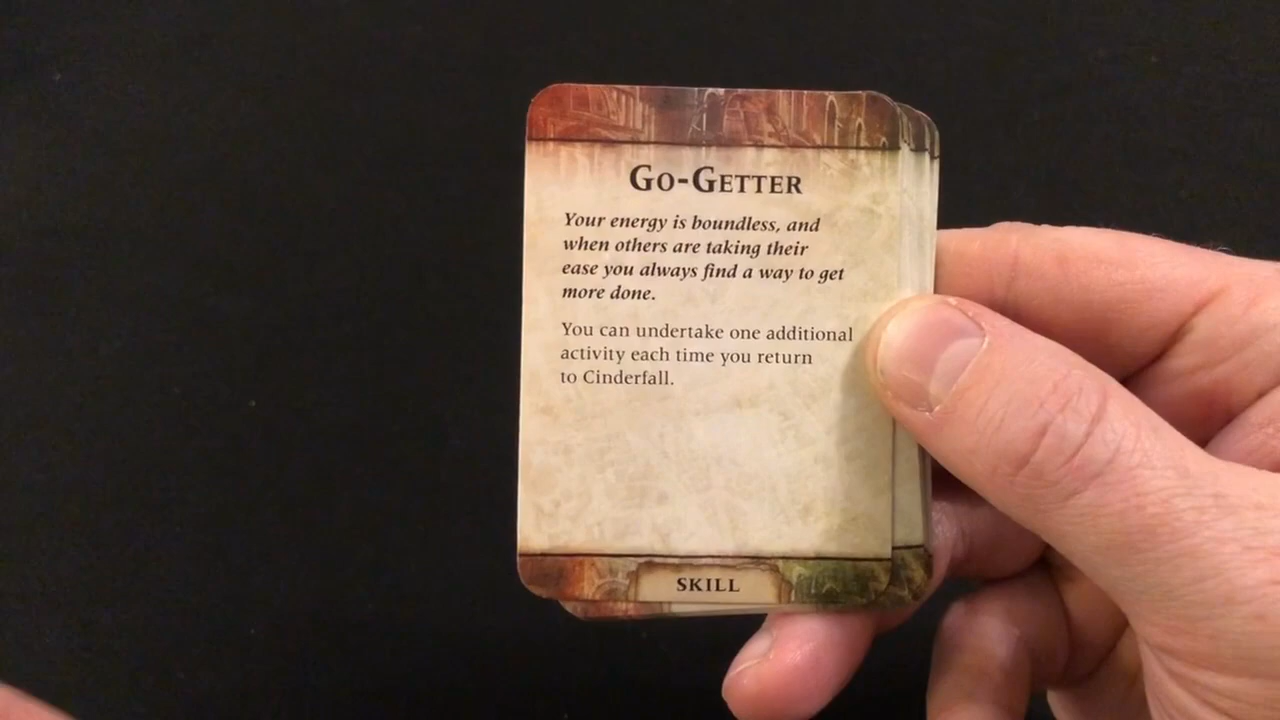 Go-Getter
Your energy is boundless, and
when others are taking their
ease you always find a way to get
more done.
You can undertake one additional
activity each time you return
to Cinderfall.
SKILL